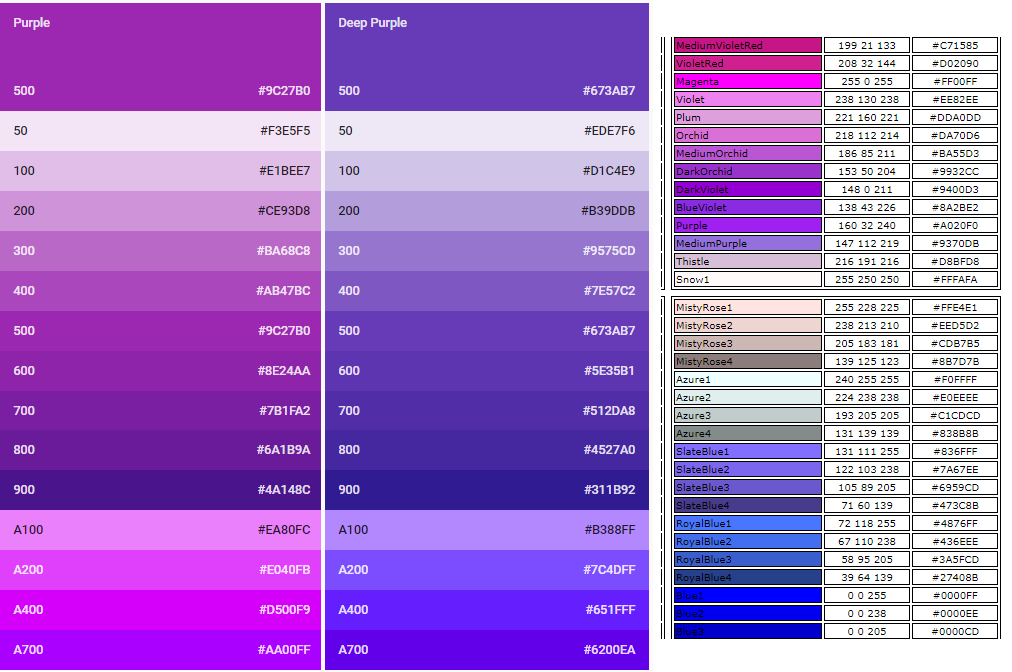 Purple
500 #9C27B0
50 #F3E5F5
100 #E1BEE7
200 #CE93D8
300 #BA68C8
400 #AB47BC
500 #9C27B0
600 #8E24AA
700 #7B1FA2
800 #6A1B9A
900 #4A148C
A100 #EA80FC
A200 #E040FB
A400 #D500F9
A700 #AA00FF
Deep Purple
500 #673AB7
50 #EDE7F6
100 #D1C4E9
200 #B39DDB
300 #9575CD
400 #7E57C2
500 #673AB7
600 #5E35B1
700 #512DA8
800 #4527A0
900 #311B92
A100 #B388FF
A200 #7C4DFF
A400 #651FFF
A700 #6200EA
MediumVioletRed 199 21 133 #C71585
VioletRed 208 32 144 #D02090
Magenta 255 0 255 #FF00FF
Violet 238 130 238 #EE82EE
Plum 221 160 221 #DDA0DD
Orchid 218 112 214 #DA70D6
MediumOrchid 186 85 211 #BA55D3
DarkOrchid 153 50 204 #9932CC
DarkViolet 148 0 211 #9400D3
BlueViolet 138 43 226 #8A2BE2
Purple 160 32 240 #A020F0
MediumPurple 147 112 219 #9370DB
Thistle 216 191 216 #D8BFD8
Snow1 255 250 250 #FFFAFA
MistyRose1 255 228 225 #FFE4E1
MistyRose2 238 213 210 #EED5D2
MistyRose3 205 183 181 #CDB7B5
MistyRose4 139 125 123 #8B7D7B
Azure1 240 255 255 #F0FFFF
Azure2 224 238 238 #E0EEEE
Azure3 193 205 205 #C1CDCD
Azure4 131 139 139 #838B8B
SlateBlue1 131 111 255 #836FFF
SlateBlue2 122 103 238 #7A67EE
SlateBlue3 105 89 205 #6959CD
SlateBlue4 71 60 139 #473C8B
RoyalBlue1 72 118 255 #4876FF
RoyalBlue2 67 110 238 #436EEE
RoyalBlue3 58 95 205 #3A5FCD
RoyalBlue4 39 64 139 #27408B
Blue1 0 0 255 #0000FF
Blue2 0 0 238 #0000EE
Blue3 0 0 205 #0000CD